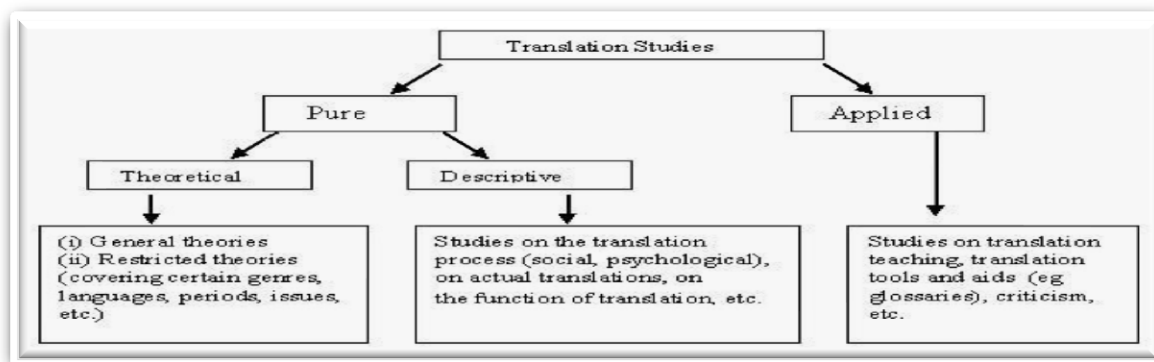 Translation Studies
Pure
Applied
Theoretical
Descriptive
(i) General theories
(ii) Restricted theories
(covering certain genres,
languages, periods, issues,
etc.)
Studies on the translation
process (social, psychological),
on actual translations, on
the function of translation, etc.
Studies on translation
teaching, translation
tools and aids (eg
glossaries), criticism,
etc.